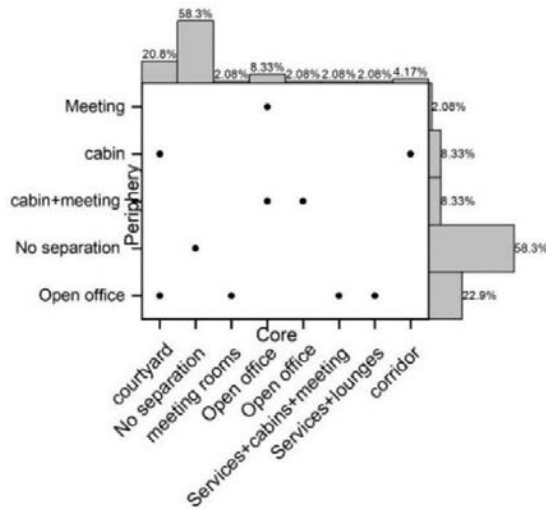 58.3%
20.8%
2.08%
8.33%
2.08%
2.08%
2.08%
4.17%
Meeting
2.08%
cabin
8.33%
cabin+meeting
8.33%
Periphery
No separation
58.3%
Open office
22.9%
Core
courtyard
No separation
meeting rooms
Open office
Open office
Services+cabins+meeting
Services+lounges
corridor